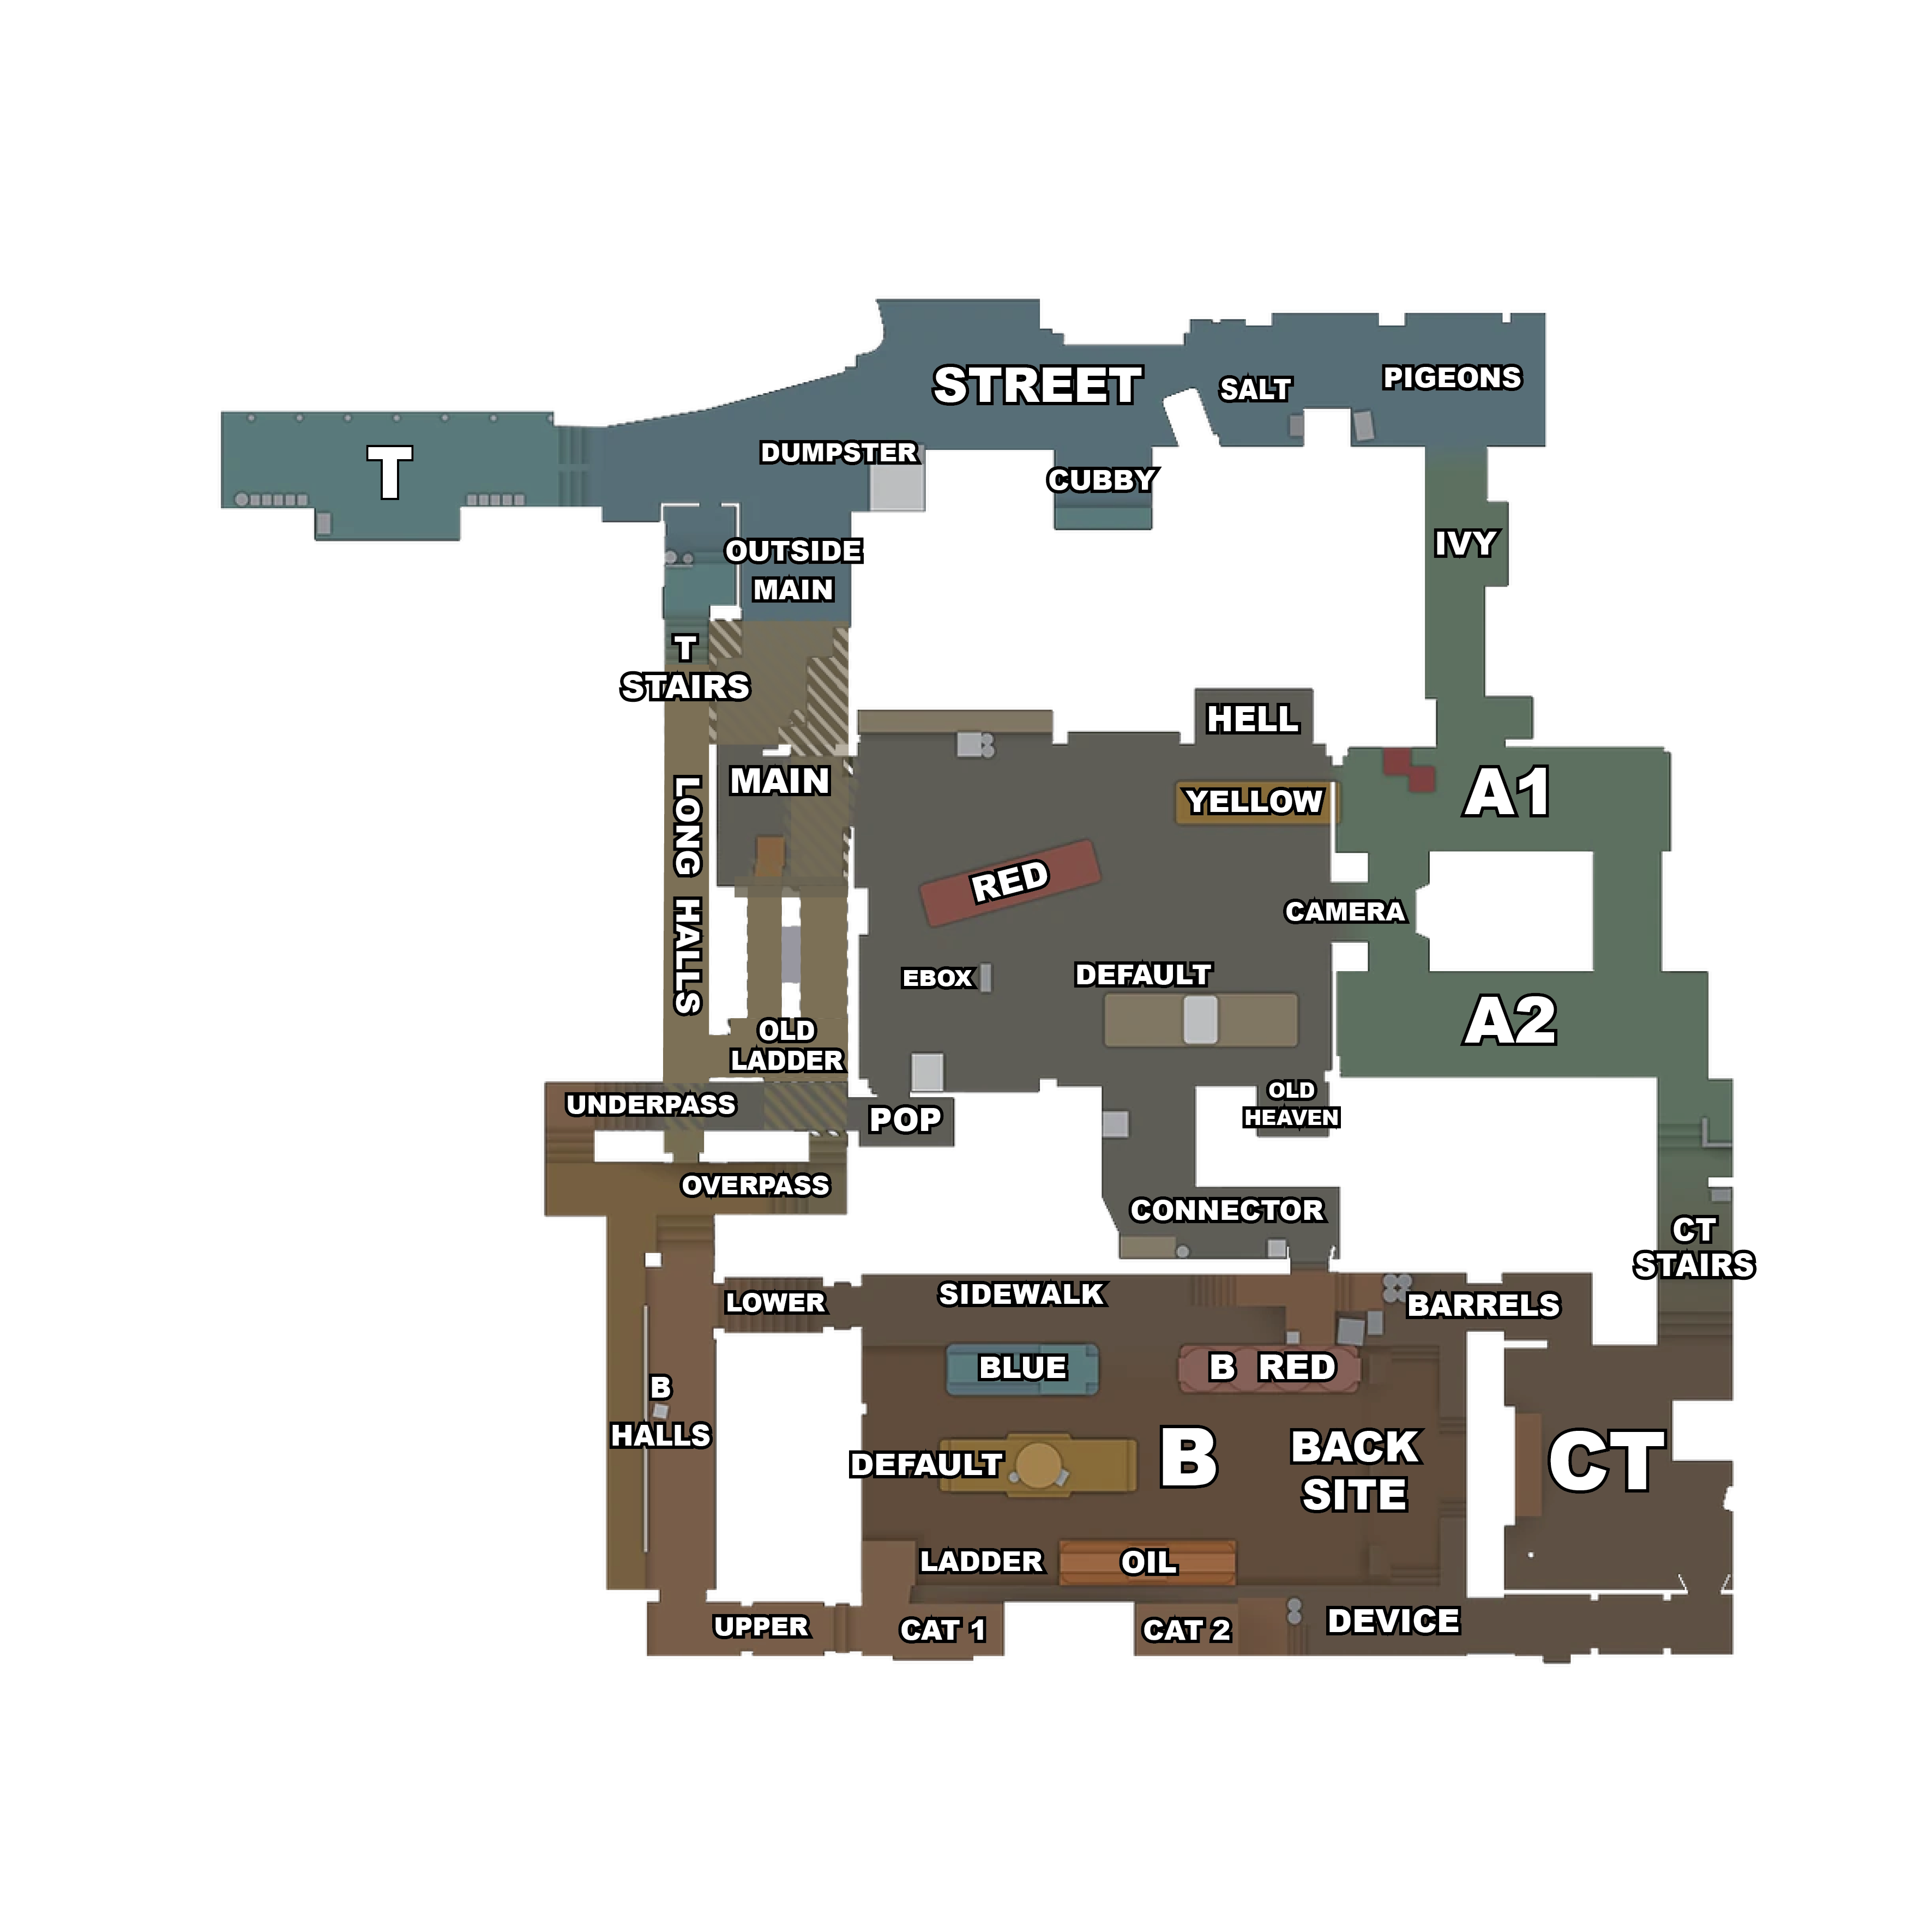 STREET
SALT
PIGEONS
T
DUMPSTER
CUBBY
OUTSIDE
MAIN
IVY
T
STAIRS
HELL
MAIN
YELLOW
A1
LONG HALLS
RED
CAMERA
EBOX
DEFAULT
A2
OLD
LADDER
UNDERPASS
POP
OLD
HEAVEN
OVERPASS
CONNECTOR
CT
STAIRS
LOWER
SIDEWALK
BARRELS
BLUE
B RED
B
HALLS
DEFAULT
B
BACK
SITE
CT
LADDER
OIL
UPPER
CAT 1
CAT 2
DEVICE